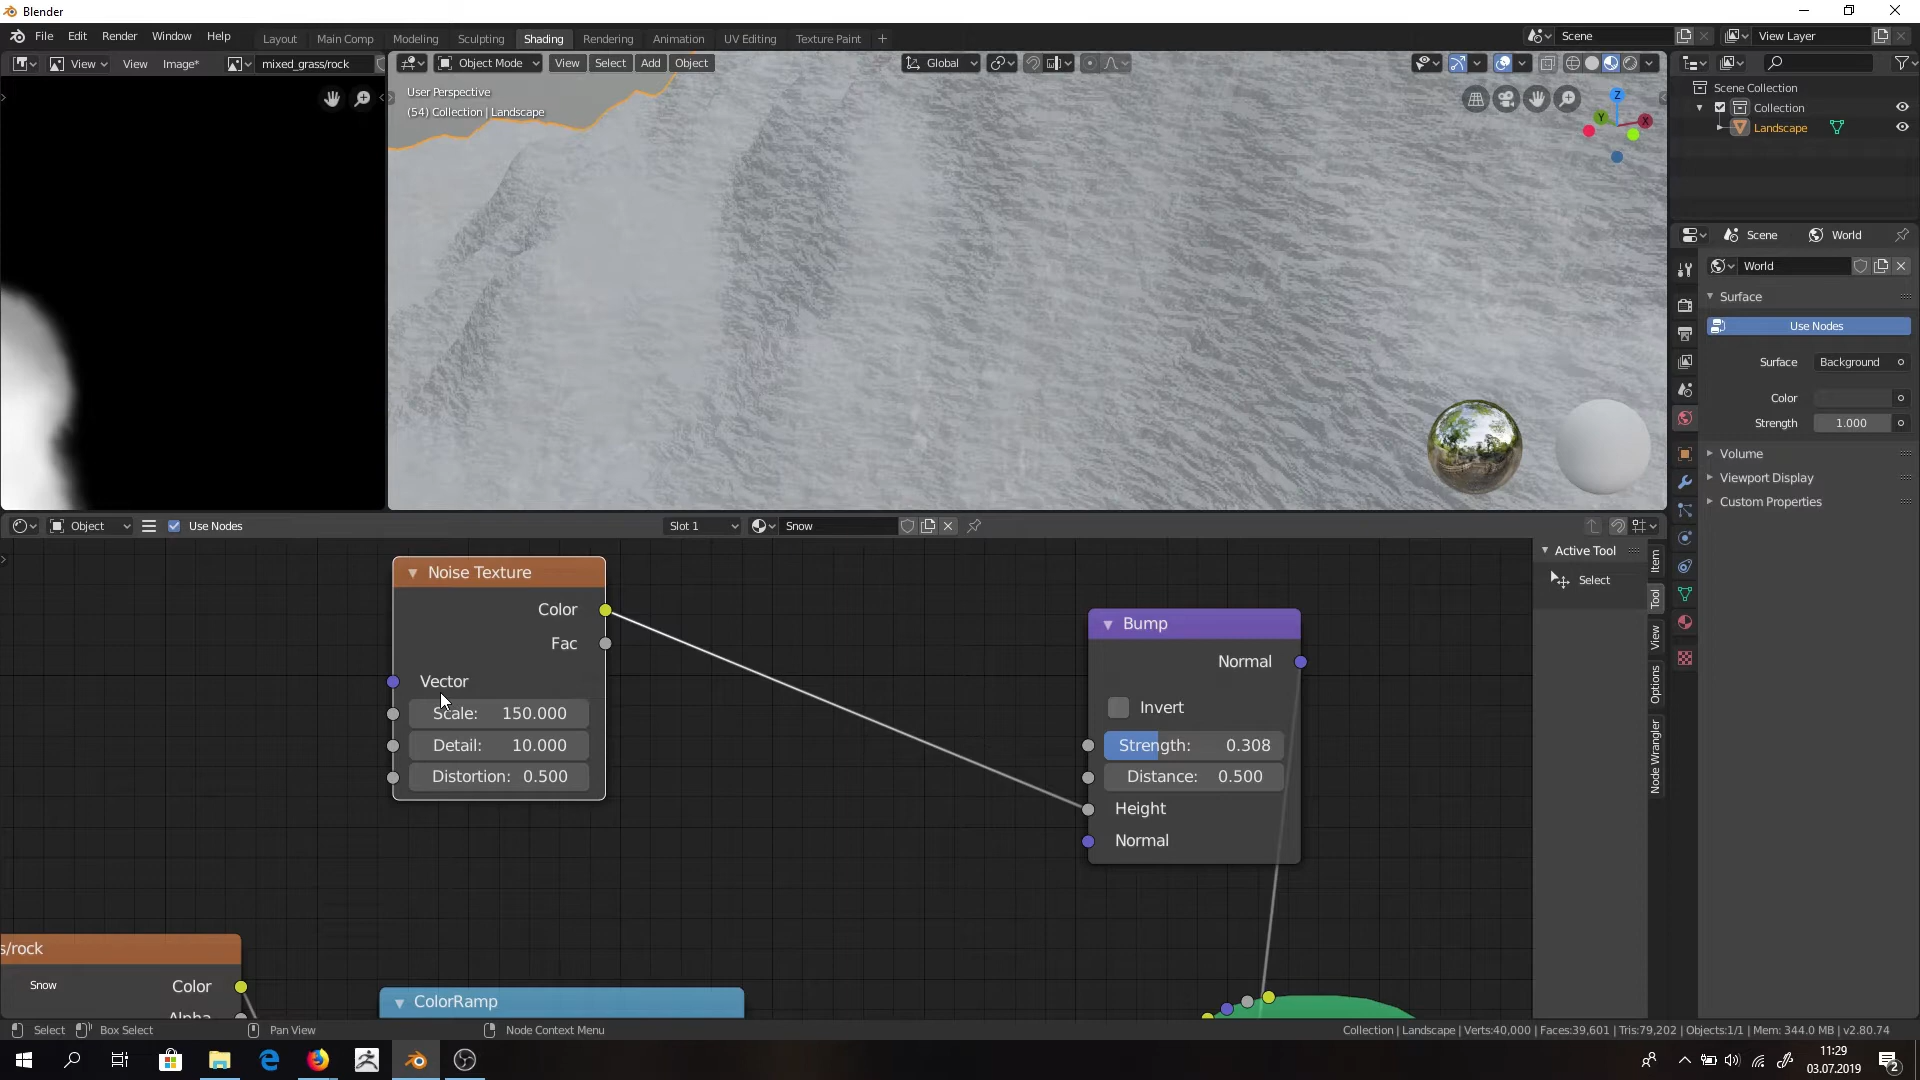 Blender
File Edit Render Window Help
Layout Main Comp Modeling Sculpting Shading Rendering Animation UV Editing Texture Paint +
Scene
View Layer
View View Image* mixed_grass/rock
Object Mode View Select Add Object
Global
User Perspective
(54) Collection | Landscape
Z
Y
X
Scene Collection
Collection
Landscape
Scene World
World
Surface
Use Nodes
Surface Background
Color
Strength 1.000
Volume
Viewport Display
Custom Properties
Object Use Nodes
Slot 1
Snow
Noise Texture
Color
Fac
Vector
Scale: 150.000
Detail: 10.000
Distortion: 0.500
Bump
Normal
Invert
Strength: 0.308
Distance: 0.500
Height
Normal
Active Tool
Select
Item
Tool
View
Options
Node Wrangler
s/rock
Snow
Color
Alpha
ColorRamp
Select Box Select Pan View Node Context Menu
Collection | Landscape | Verts:40,000 | Faces:39,601 | Tris:79,202 | Objects:1/1 | Mem: 344.0 MB | v2.80.74
11:29
03.07.2019
2